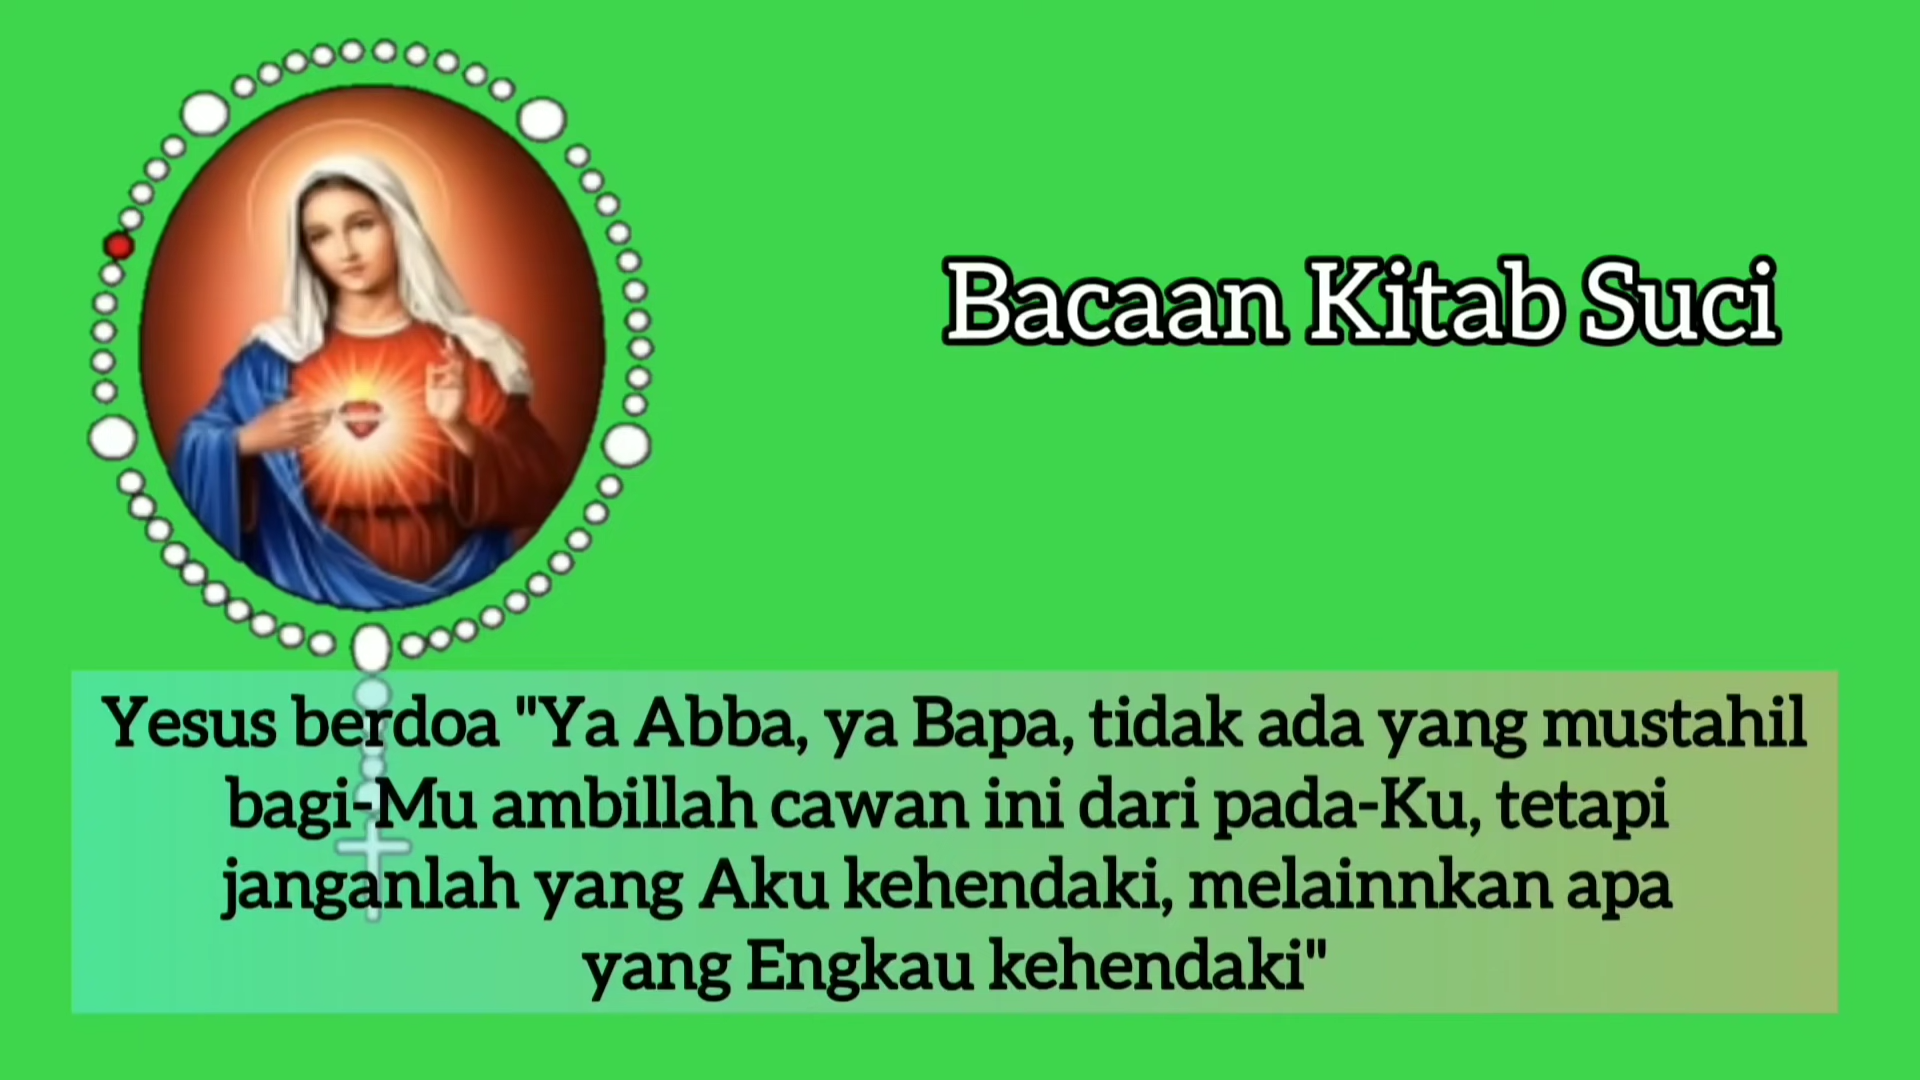 Bacaan Kitab Suci
Yesus berdoa "Ya Abba, ya Bapa, tidak ada yang mustahil
bagi-Mu ambillah cawan ini dari pada-Ku, tetapi
janganlah yang Aku kehendaki, melainnkan apa
yang Engkau kehendaki"